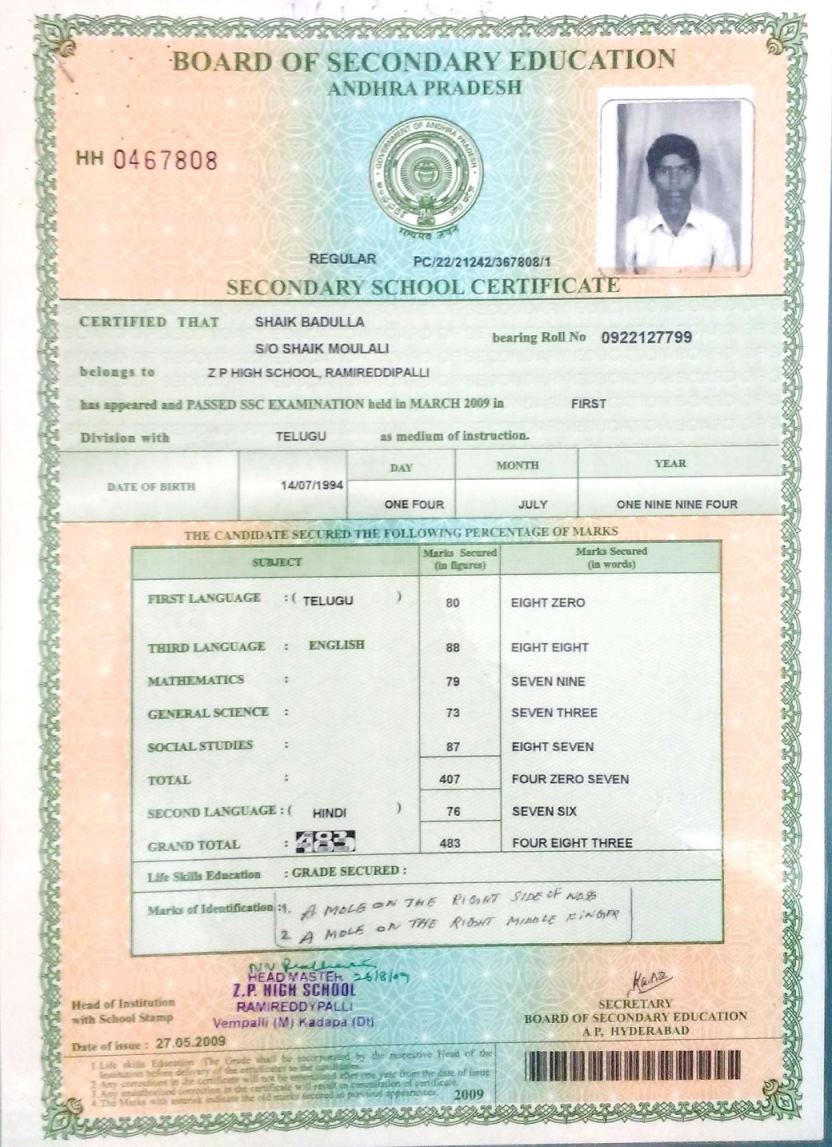 BOARD OF SECONDARY EDUCATION
ANDHRA PRADESH
HH 0467808
GOVERNMENT OF ANDHRA PRADESH
सत्यमेव जयते
REGULAR PC/22/21242/367808/1
SECONDARY SCHOOL CERTIFICATE
CERTIFIED THAT SHAIK BADULLA
S/O SHAIK MOULALI bearing Roll No 0922127799
belongs to Z P HIGH SCHOOL, RAMIREDDIPALLI
has appeared and PASSED SSC EXAMINATION held in MARCH 2009 in FIRST
Division with TELUGU as medium of instruction.
DATE OF BIRTH 14/07/1994 DAY MONTH YEAR
ONE FOUR JULY ONE NINE NINE FOUR
THE CANDIDATE SECURED THE FOLLOWING PERCENTAGE OF MARKS
SUBJECT Marks Secured (in figures) Marks Secured (in words)
FIRST LANGUAGE :( TELUGU ) 80 EIGHT ZERO
THIRD LANGUAGE : ENGLISH 88 EIGHT EIGHT
MATHEMATICS : 79 SEVEN NINE
GENERAL SCIENCE : 73 SEVEN THREE
SOCIAL STUDIES : 87 EIGHT SEVEN
TOTAL : 407 FOUR ZERO SEVEN
SECOND LANGUAGE :( HINDI ) 76 SEVEN SIX
GRAND TOTAL : 483 483 FOUR EIGHT THREE
Life Skills Education : GRADE SECURED :
Marks of Identification :1. A MOLE ON THE RIGHT SIDE OF NOSE
2 A MOLE ON THE RIGHT MIDDLE FINGER
HEAD MASTER 26/8/09
Z.P. HIGH SCHOOL
RAMIREDDYPALLI
Vempalli (M) Kadapa (Dt)
Head of Institution
with School Stamp
SECRETARY
BOARD OF SECONDARY EDUCATION
A P, HYDERABAD
Date of issue : 27.05.2009
1. Life skills Education (The Grade shall be incorporated by the respective Head of the
Institution before delivery of the certificates to the candidate.
2. Any corrections in the certificate will not be entertained after one year from the date of issue
3. Any unauthorised correction in the certificate will result in cancellation of certificate.
4. The Marks with asterisk indicate the old marks secured in previous appearances.
2009